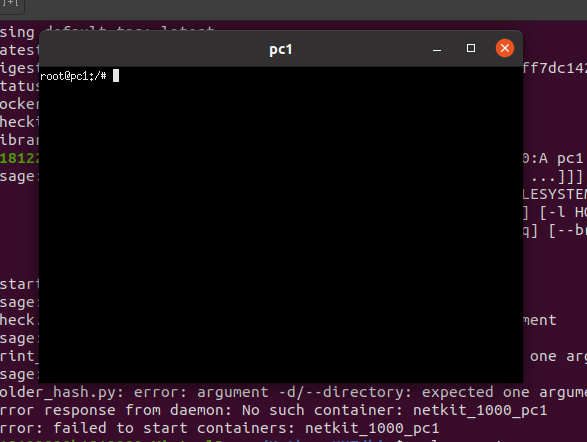 ]+[
sing default tag: latest
pc1
atest
igest ff7dc142
root@pc1:/#
tatus
ocker
hecki
ibrar
18122 0:A pc1
sage: ...]]]
LESYSTEM
] [-l HO
q] [--br
start
sage:
heck. ment
sage:
rint_ one arg
sage:
older_hash.py: error: argument -d/--directory: expected one argume
rror response from daemon: No such container: netkit_1000_pc1
rror: failed to start containers: netkit_1000_pc1